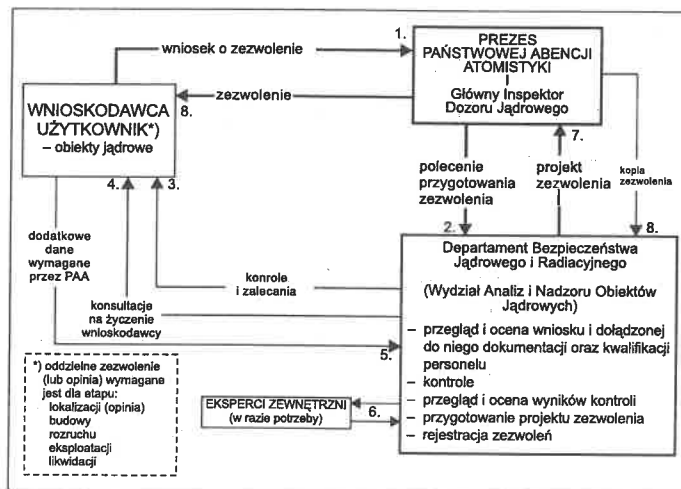 1.
PREZES
PAŃSTWOWEJ ABENCJI
ATOMISTYKI
I
Główny Inspektor
Dozoru Jądrowego
wniosek o zezwolenie
zezwolenie
8.
WNIOSKODAWCA
UŻYTKOWNIK*)
– obiekty jądrowe
4.
3.
7.
polecenie
przygotowania
zezwolenia
projekt
zezwolenia
kopia
zezwolenia
2.
8.
dodatkowe
dane
wymagane
przez PAA
konrole
i zalecania
konsultacje
na życzenie
wnioskodawcy
5.
Departament Bezpieczeństwa
Jądrowego i Radiacyjnego
(Wydział Analiz i Nadzoru Obiektów
Jądrowych)
– przegląd i ocena wniosku i dołądzonej
do niego dokumentacji oraz kwalifikacji
personelu
– kontrole
– przegląd i ocena wyników kontroli
– przygotowanie projektu zezwolenia
– rejestracja zezwoleń
EKSPERCI ZEWNĘTRZNI
(w razie potrzeby)
6.
*) oddzielne zezwolenie
(lub opinia) wymagane
jest dla etapu:
lokalizacji (opinia)
budowy
rozruchu
eksploatacji
likwidacji